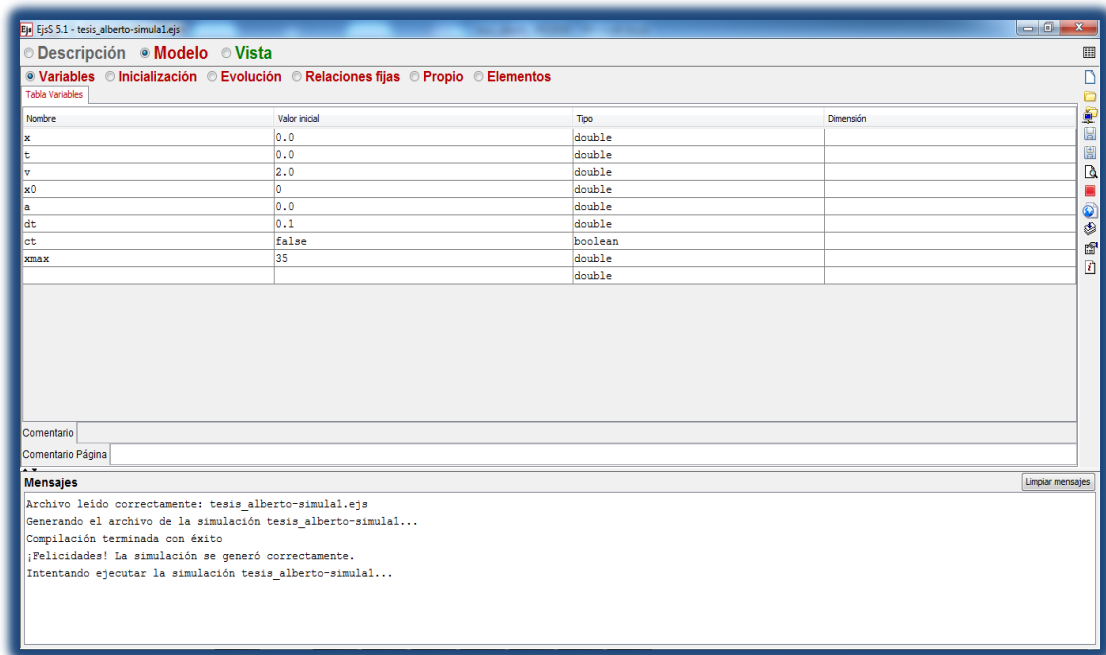 EjsS 5.1 - tesis_alberto-simula1.ejs
Descripción Modelo Vista
Variables Inicialización Evolución Relaciones fijas Propio Elementos
Tabla Variables
Nombre Valor inicial Tipo Dimensión
x 0.0 double
t 0.0 double
v 2.0 double
x0 0 double
a 0.0 double
dt 0.1 double
ct false boolean
xmax 35 double
double
Comentario
Comentario Página
Mensajes Limpiar mensajes
Archivo leído correctamente: tesis_alberto-simula1.ejs
Generando el archivo de la simulación tesis_alberto-simula1...
Compilación terminada con éxito
¡Felicidades! La simulación se generó correctamente.
Intentando ejecutar la simulación tesis_alberto-simula1...